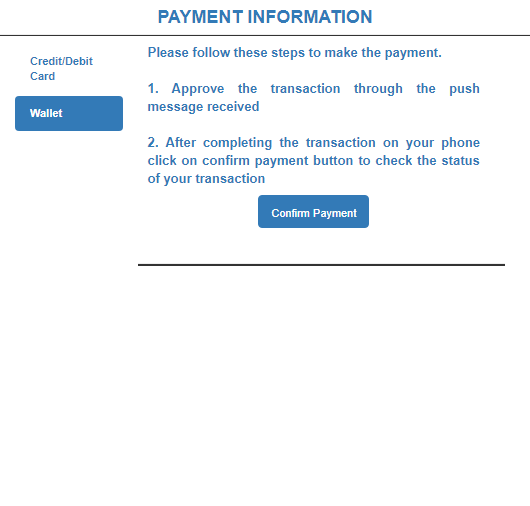 PAYMENT INFORMATION
Credit/Debit
Card
Wallet
Please follow these steps to make the payment.
1. Approve the transaction through the push
message received
2. After completing the transaction on your phone
click on confirm payment button to check the status
of your transaction
Confirm Payment